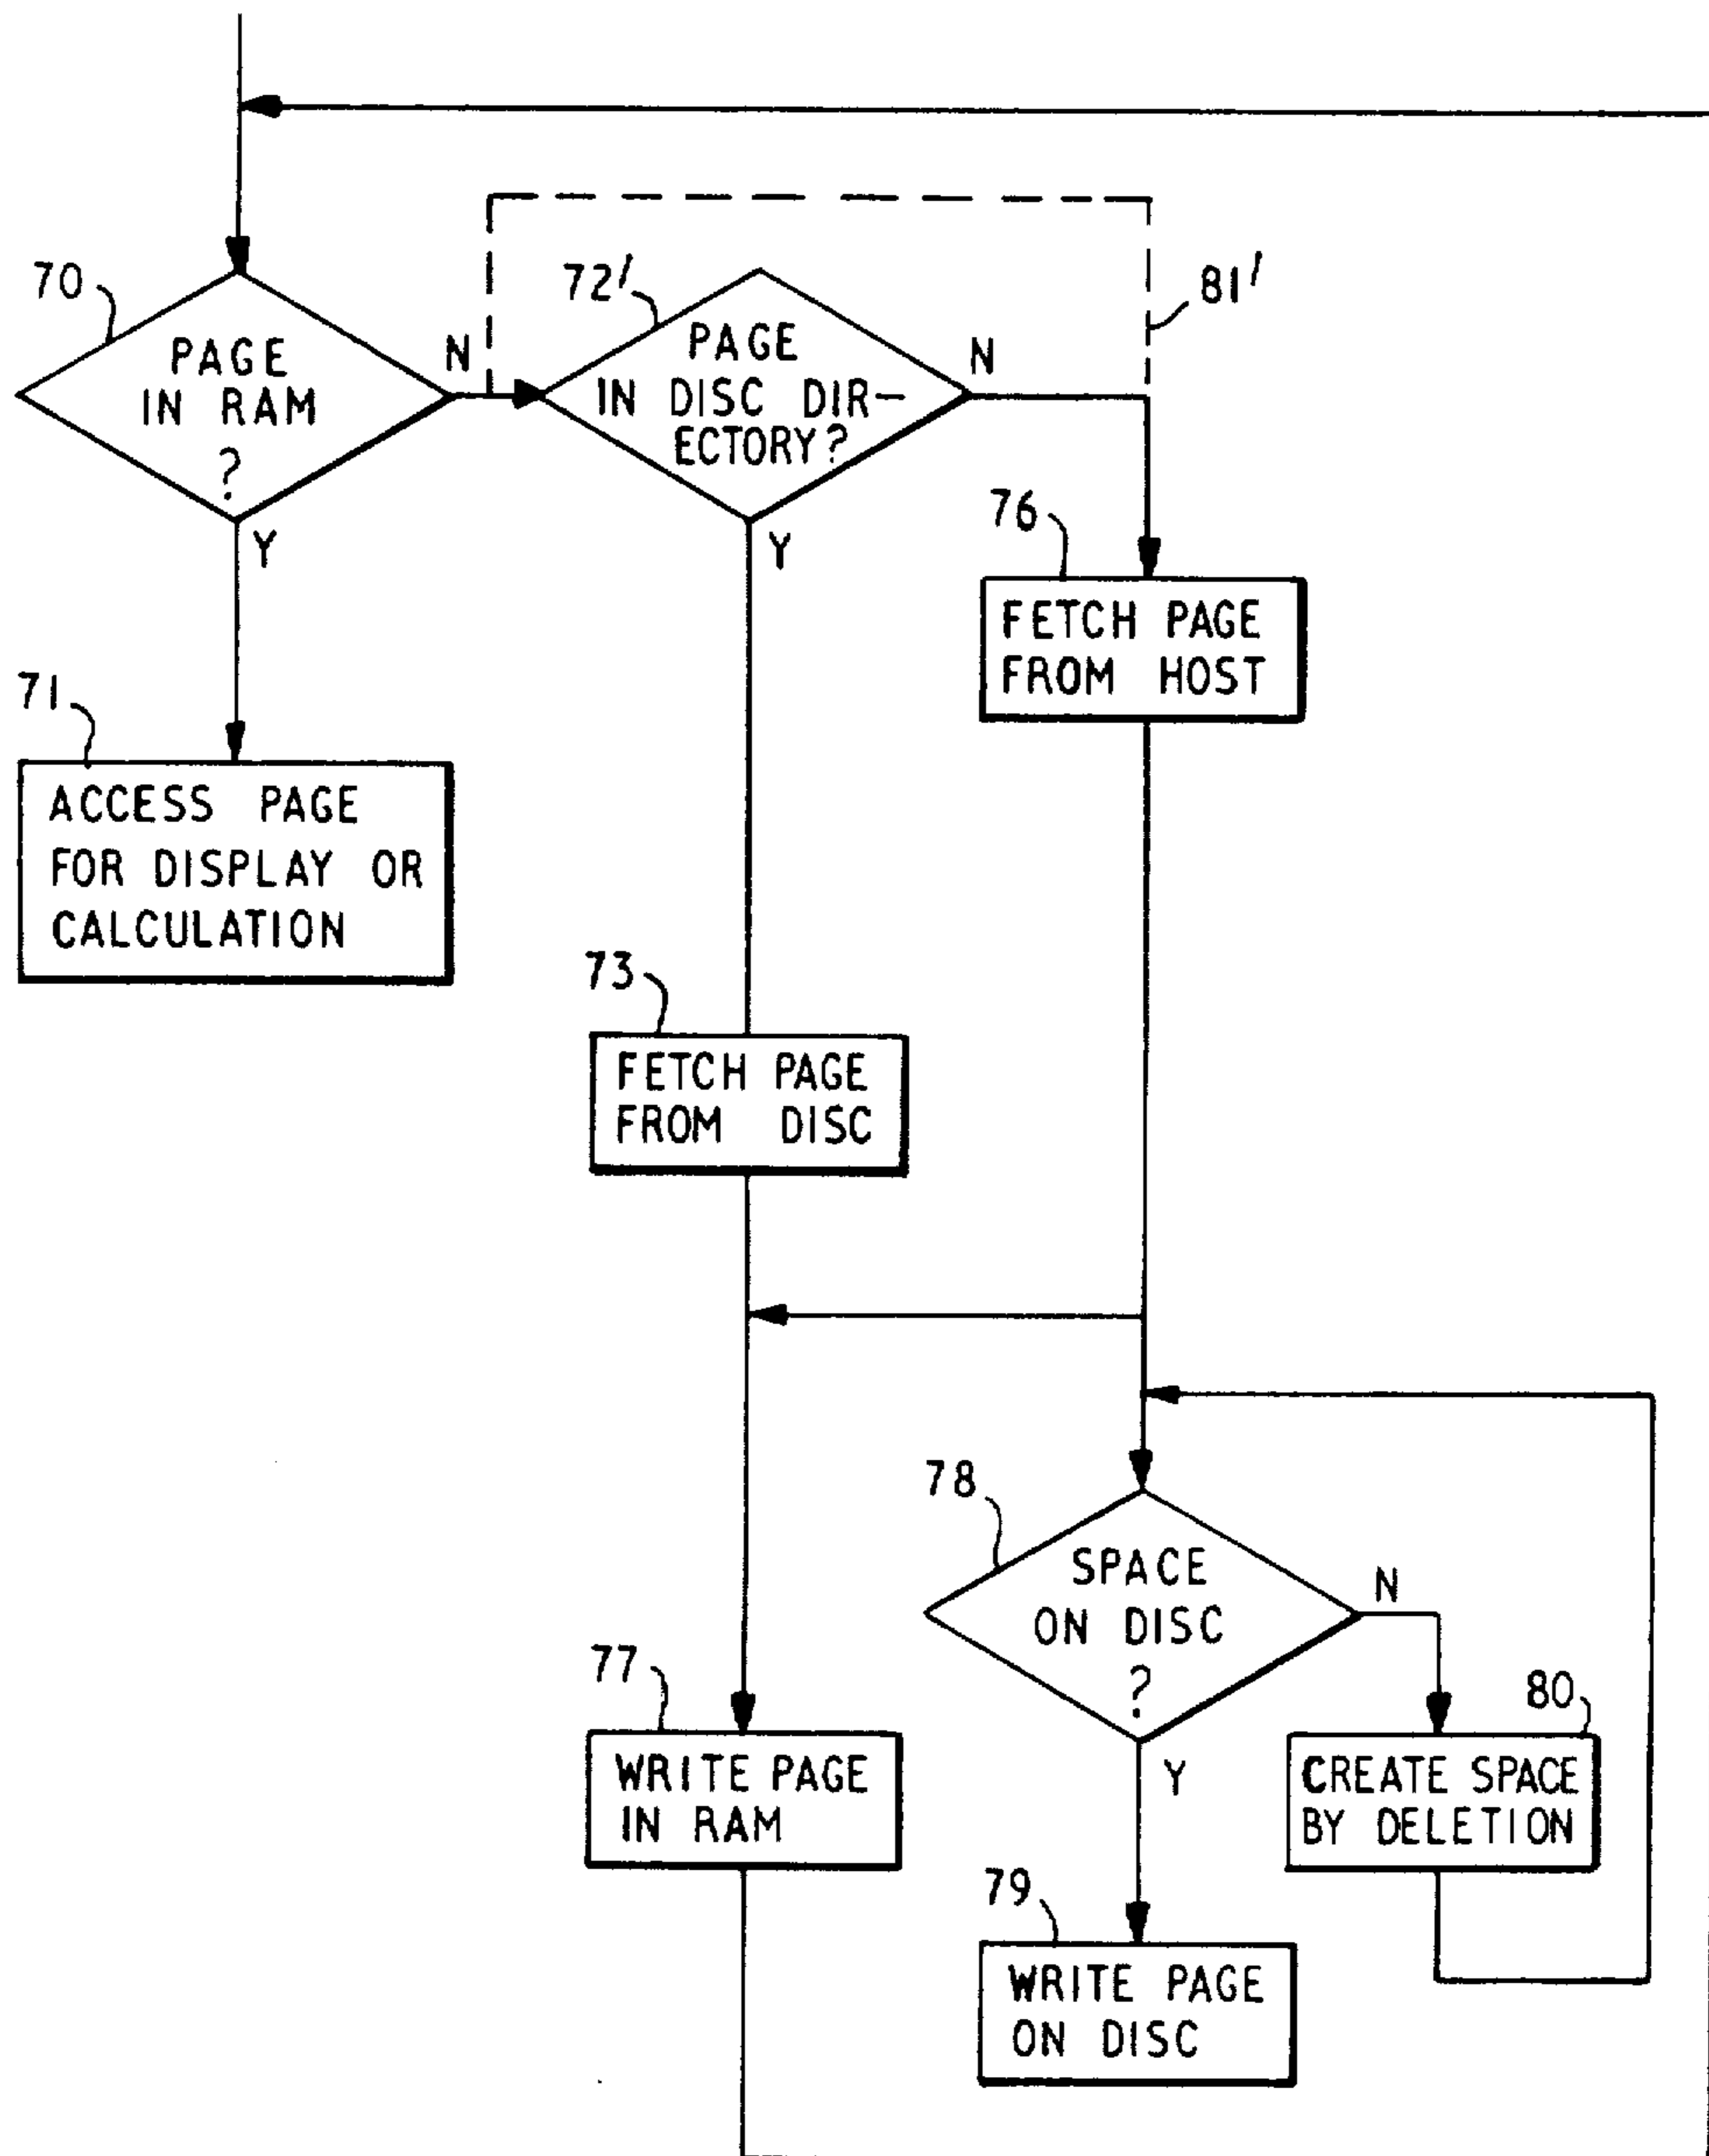 70
PAGE
IN RAM
?
N
Y
72'
PAGE
IN DISC DIR-
ECTORY?
N
Y
81'
76
FETCH PAGE
FROM HOST
71
ACCESS PAGE
FOR DISPLAY OR
CALCULATION
73
FETCH PAGE
FROM DISC
78
SPACE
ON DISC
?
N
Y
77
WRITE PAGE
IN RAM
80
CREATE SPACE
BY DELETION
79
WRITE PAGE
ON DISC